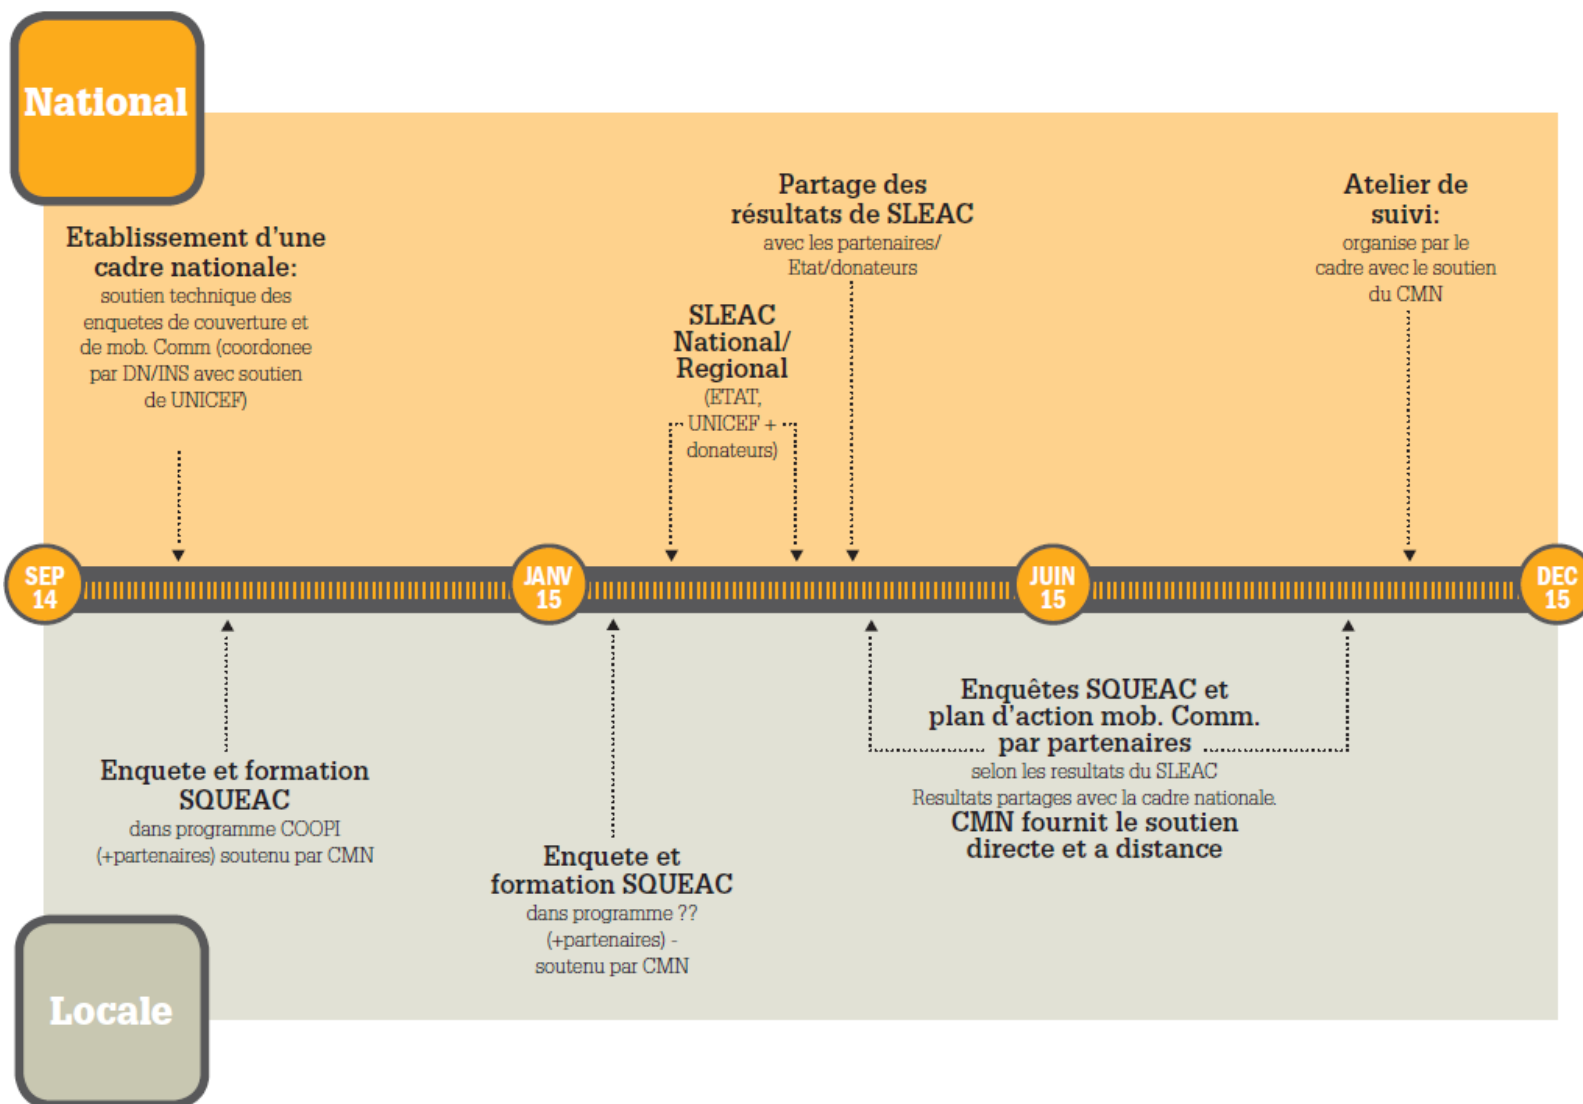 National
Etablissement d'une
cadre nationale:
soutien technique des
enquetes de couverture et
de mob. Comm (coordonee
par DN/INS avec soutien
de UNICEF)
SLEAC
National/
Regional
(ETAT,
UNICEF +
donateurs)
Partage des
résultats de SLEAC
avec les partenaires/
Etat/donateurs
Atelier de
suivi:
organise par le
cadre avec le soutien
du CMN
SEP
14
JANV
15
JUIN
15
DEC
15
Enquete et formation
SQUEAC
dans programme COOPI
(+partenaires) soutenu par CMN
Enquete et
formation SQUEAC
dans programme ??
(+partenaires) -
soutenu par CMN
Enquêtes SQUEAC et
plan d'action mob. Comm.
par partenaires
selon les resultats du SLEAC
Resultats partages avec la cadre nationale.
CMN fournit le soutien
directe et a distance
Locale